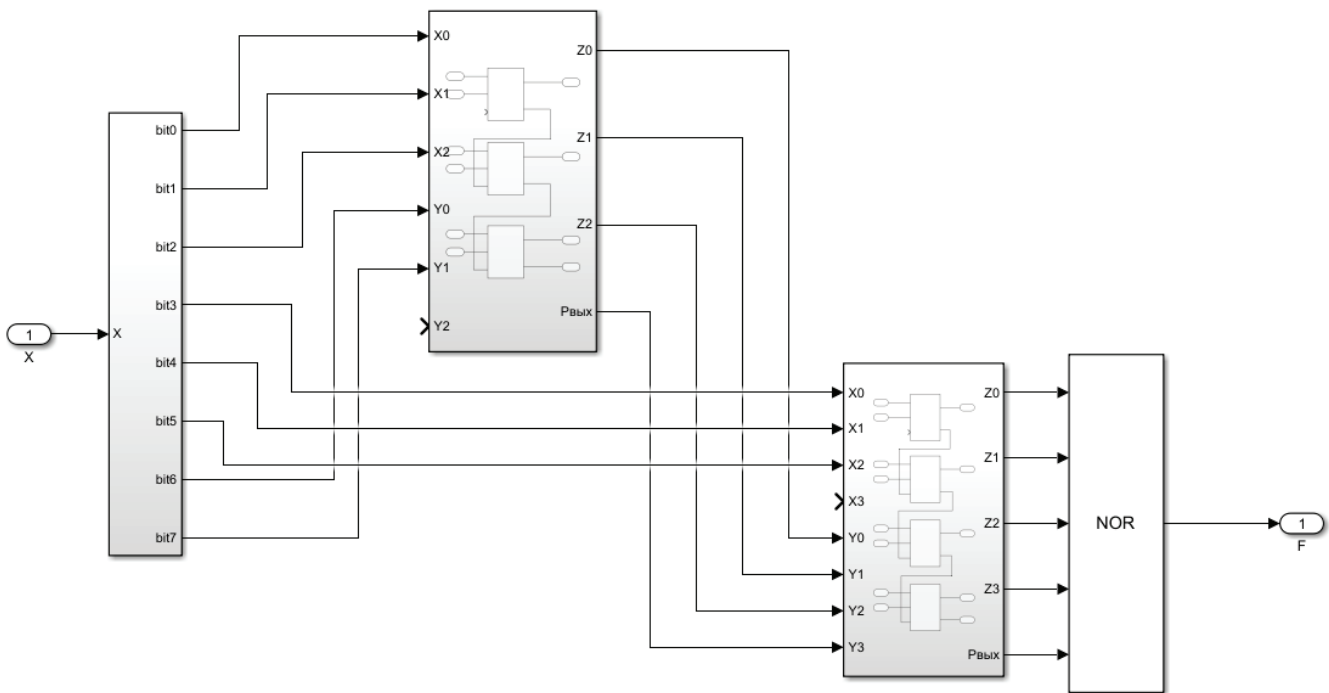 1
X
X
bit0
bit1
bit2
bit3
bit4
bit5
bit6
bit7
X0
X1
X2
Y0
Y1
Y2
Z0
Z1
Z2
Pвых
X0
X1
X2
X3
Y0
Y1
Y2
Y3
Z0
Z1
Z2
Z3
Pвых
NOR
1
F